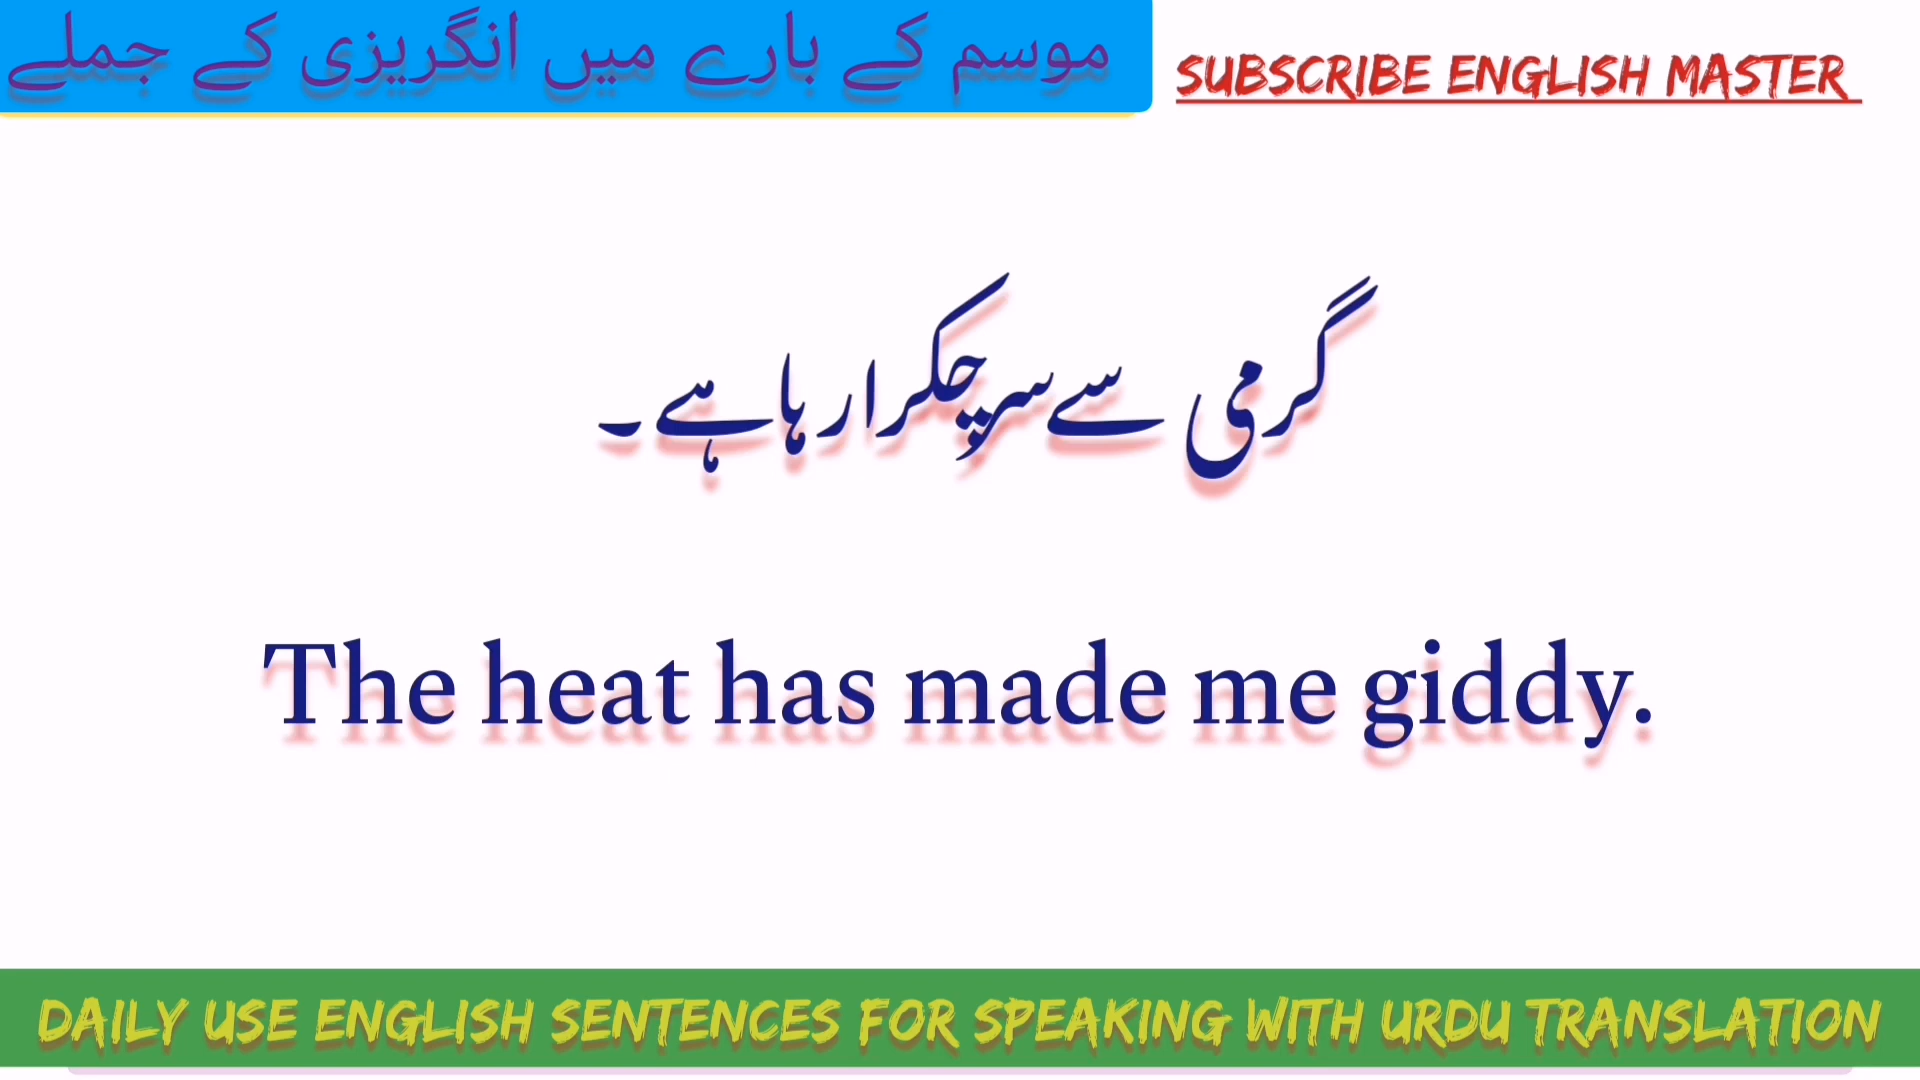 موسم کے بارے میں انگریزی کے جملے
SUBSCRIBE ENGLISH MASTER
گرمی سے سر چکرا رہا ہے۔
The heat has made me giddy.
DAILY USE ENGLISH SENTENCES FOR SPEAKING WITH URDU TRANSLATION